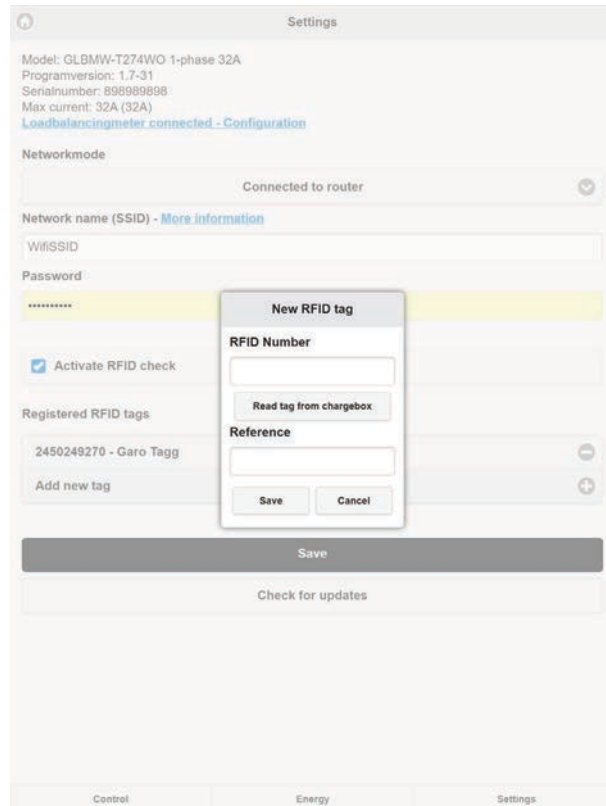 Settings
Model: GLBMW-T274WO 1-phase 32A
Programversion: 1.7-31
Serialnumber: 898989898
Max current: 32A (32A)
Loadbalancingmeter connected - Configuration
Networkmode
Connected to router
Network name (SSID) - More information
WifiSSID
Password
••••••••••
New RFID tag
RFID Number
Read tag from chargebox
Reference
Save Cancel
Activate RFID check
Registered RFID tags
2450249270 - Garo Tagg
Add new tag
Save
Check for updates
Control Energy Settings